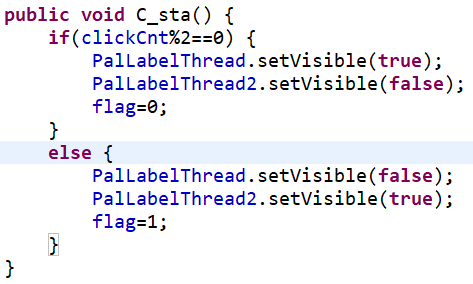 public void C_sta() {
    if(clickCnt%2==0) {
        PalLabelThread.setVisible(true);
        PalLabelThread2.setVisible(false);
        flag=0;
    }
    else {
        PalLabelThread.setVisible(false);
        PalLabelThread2.setVisible(true);
        flag=1;
    }
}